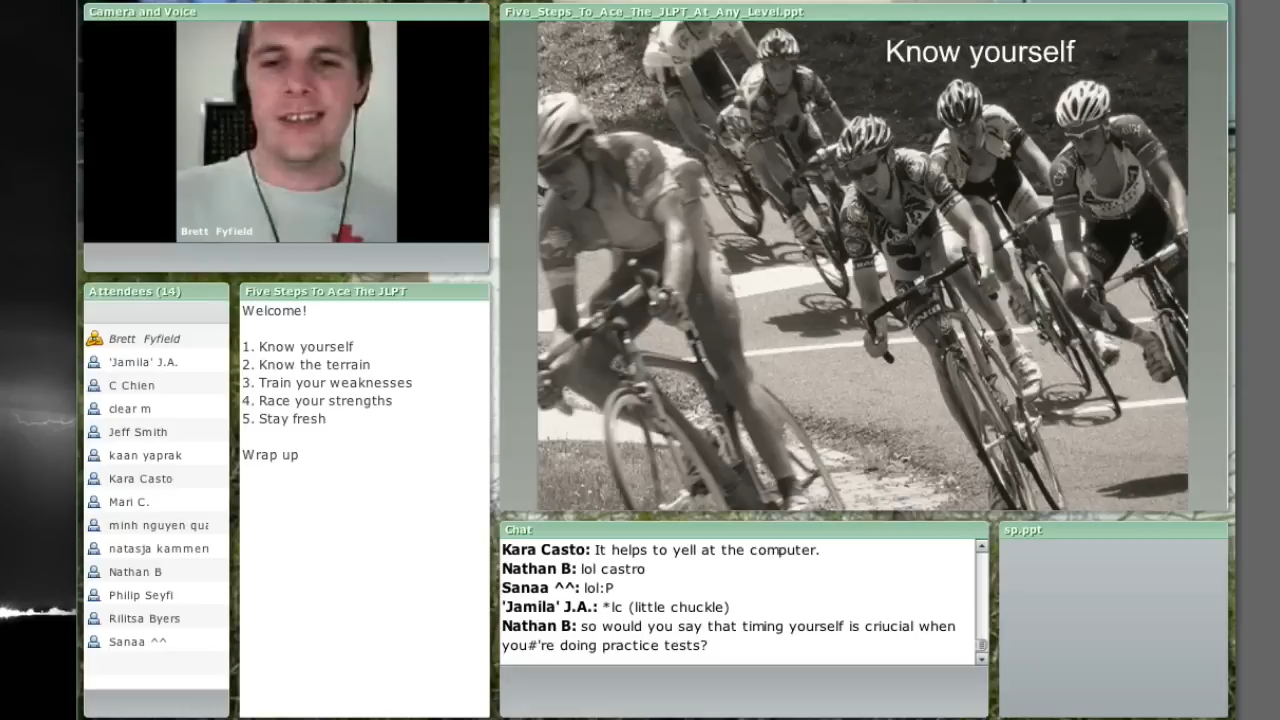 Camera and Voice
Brett Fyfield
Attendees (14)
Brett Fyfield
'Jamila' J.A.
C Chien
clear m
Jeff Smith
kaan yaprak
Kara Casto
Mari C.
minh nguyen qua
natasja kammen
Nathan B
Philip Seyfi
Rilitsa Byers
Sanaa ^^
Five Steps To Ace The JLPT
Welcome!
1. Know yourself
2. Know the terrain
3. Train your weaknesses
4. Race your strengths
5. Stay fresh
Wrap up
Five_Steps_To_Ace_The_JLPT_At_Any_Level.ppt
Know yourself
Chat
Kara Casto: It helps to yell at the computer.
Nathan B: lol castro
Sanaa ^^: lol:P
'Jamila' J.A.: *lc (little chuckle)
Nathan B: so would you say that timing yourself is criucial when
you#'re doing practice tests?
sp.ppt